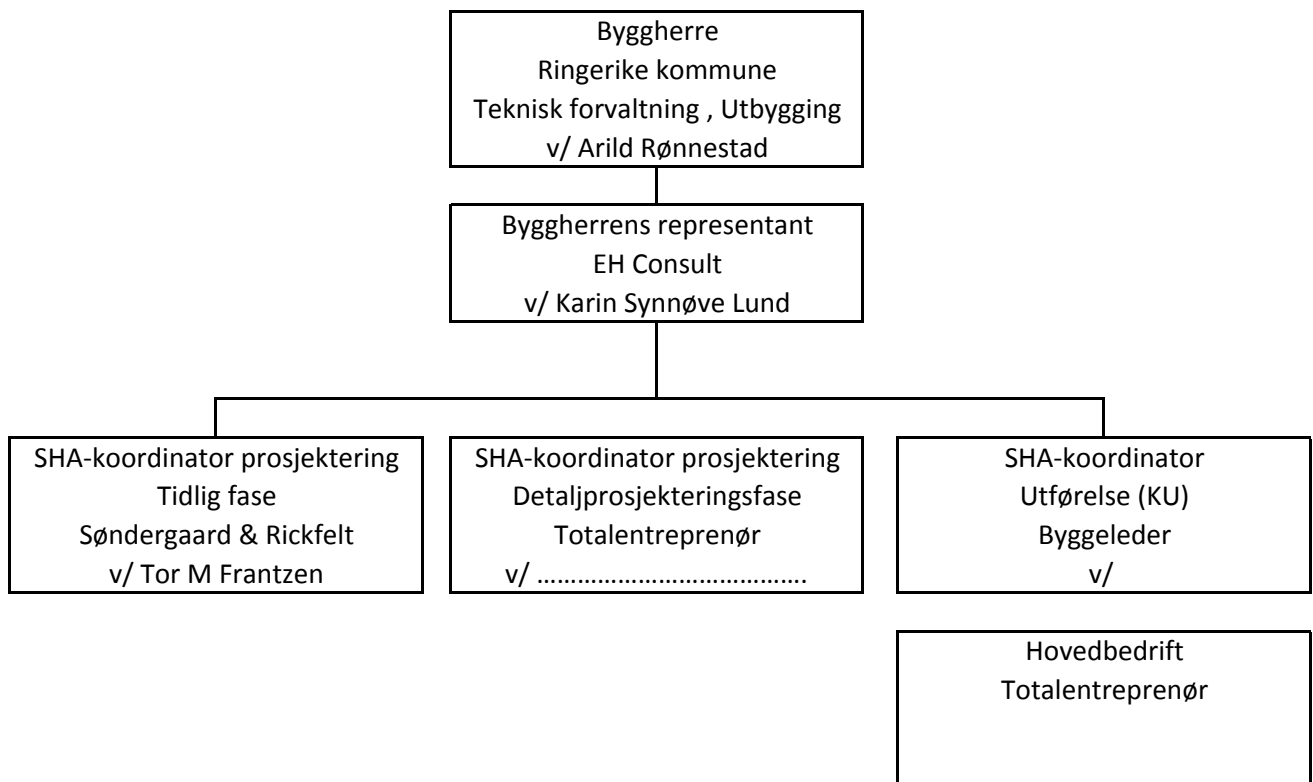 Byggherre
Ringerike kommune
Teknisk forvaltning , Utbygging
v/ Arild Rønnestad
Byggherrens representant
EH Consult
v/ Karin Synnøve Lund
SHA-koordinator prosjektering
Tidlig fase
Søndergaard & Rickfelt
v/ Tor M Frantzen
SHA-koordinator prosjektering
Detaljprosjekteringsfase
Totalentreprenør
v/ ………………………………….
SHA-koordinator
Utførelse (KU)
Byggeleder
v/
Hovedbedrift
Totalentreprenør